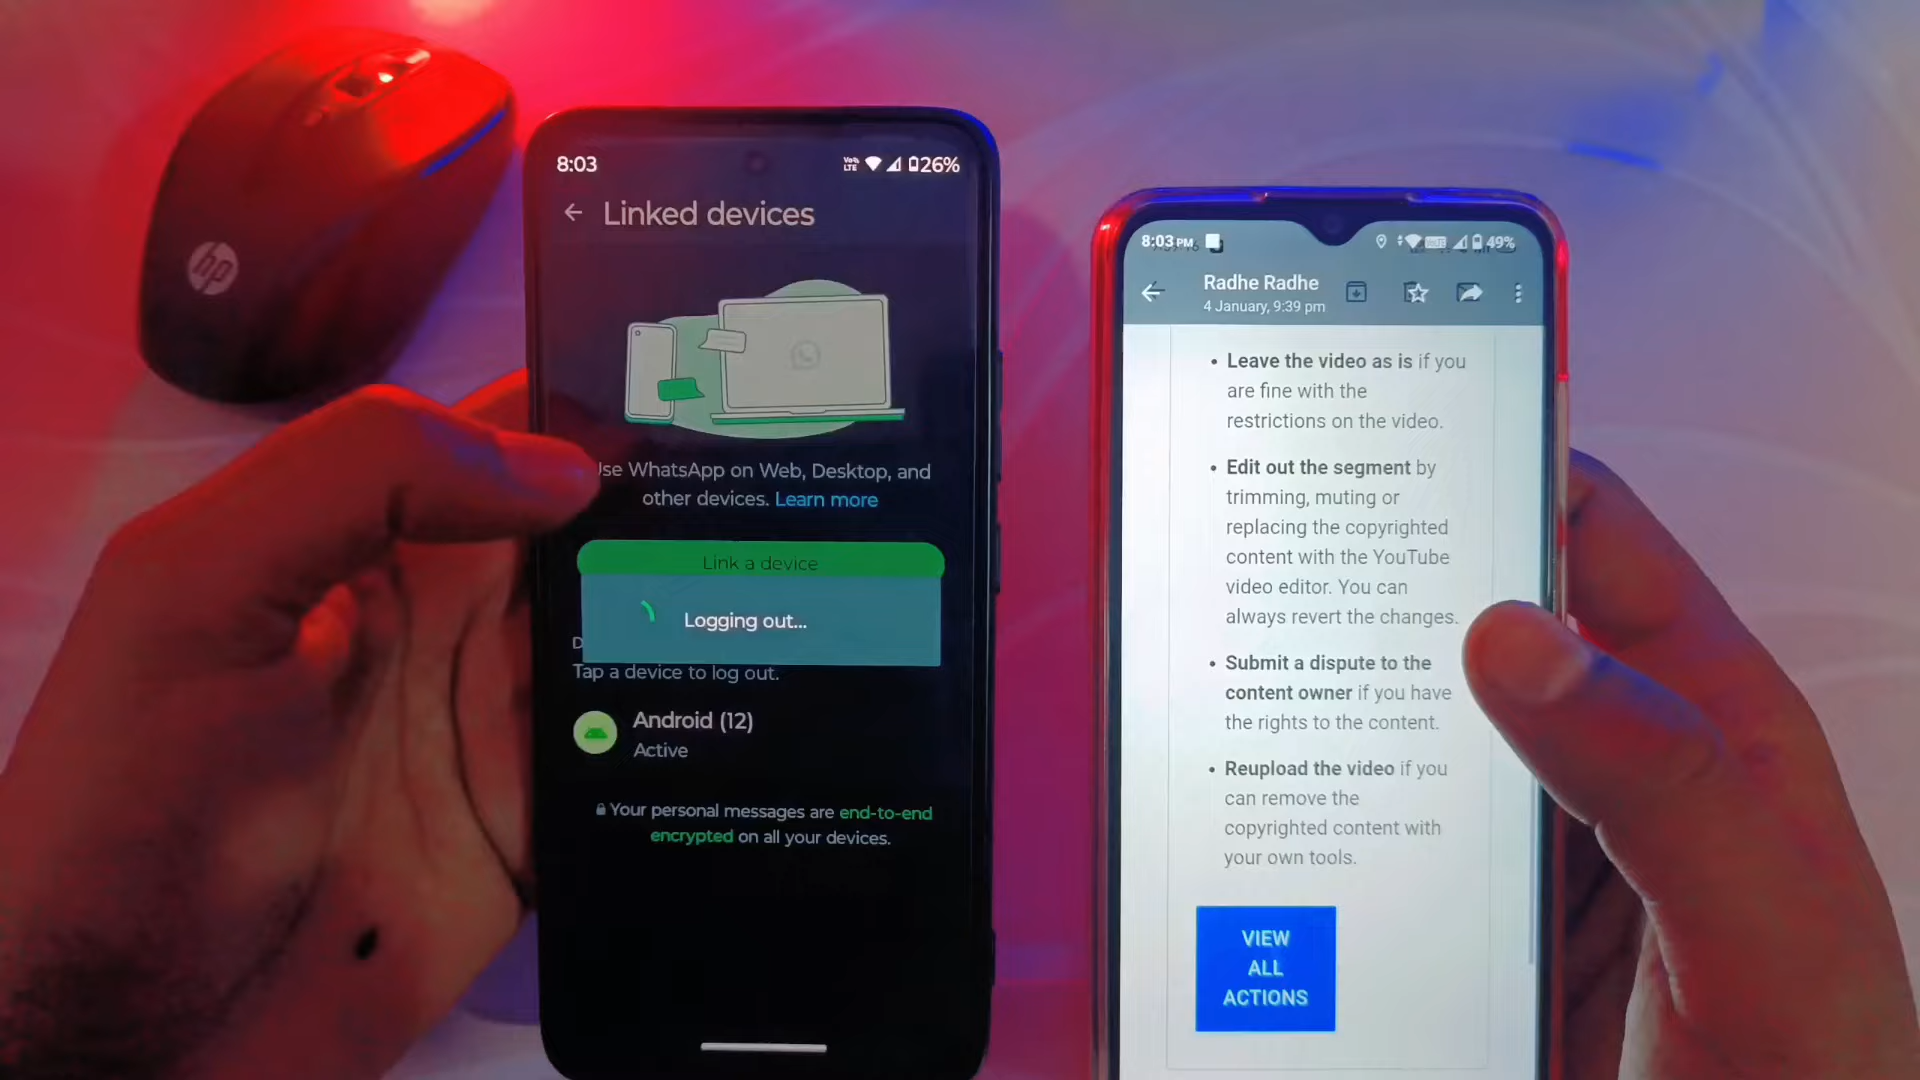 hp
8:03
VoLTE
26%
Linked devices
Use WhatsApp on Web, Desktop, and
other devices. Learn more
Link a device
Logging out...
D
Tap a device to log out.
Android (12)
Active
Your personal messages are end-to-end
encrypted on all your devices.
8:03 PM
49%
Radhe Radhe
4 January, 9:39 pm
• Leave the video as is if you
are fine with the
restrictions on the video.
• Edit out the segment by
trimming, muting or
replacing the copyrighted
content with the YouTube
video editor. You can
always revert the changes.
• Submit a dispute to the
content owner if you have
the rights to the content.
• Reupload the video if you
can remove the
copyrighted content with
your own tools.
VIEW
ALL
ACTIONS